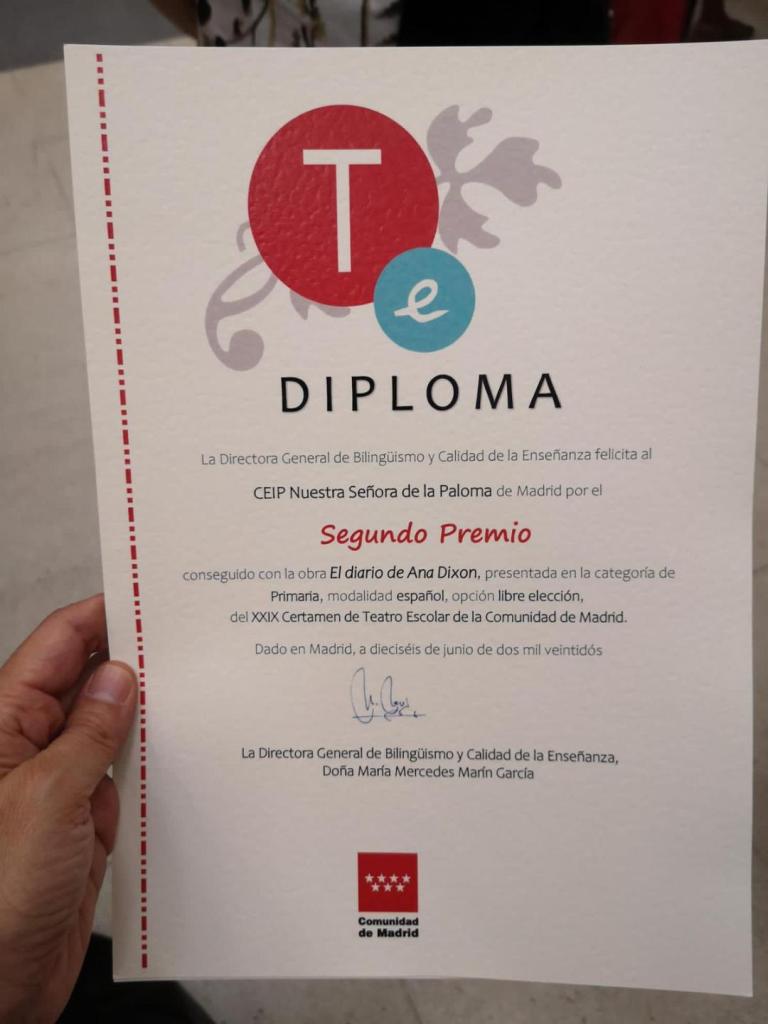 T
e
DIPLOMA
La Directora General de Bilingüismo y Calidad de la Enseñanza felicita al
CEIP Nuestra Señora de la Paloma de Madrid por el
Segundo Premio
conseguido con la obra El diario de Ana Dixon, presentada en la categoría de
Primaria, modalidad español, opción libre elección,
del XXIX Certamen de Teatro Escolar de la Comunidad de Madrid.
Dado en Madrid, a dieciséis de junio de dos mil veintidós
La Directora General de Bilingüismo y Calidad de la Enseñanza,
Doña María Mercedes Marín García
Comunidad
de Madrid